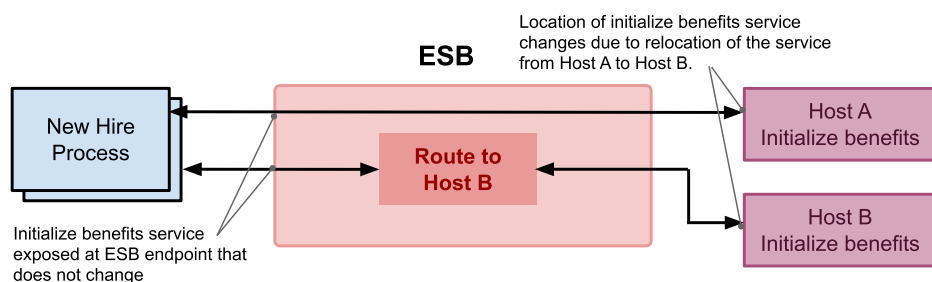 Location of initialize benefits service
changes due to relocation of the service
from Host A to Host B.
ESB
New Hire
Process
Route to
Host B
Host A
Initialize benefits
Host B
Initialize benefits
Initialize benefits service
exposed at ESB endpoint that
does not change